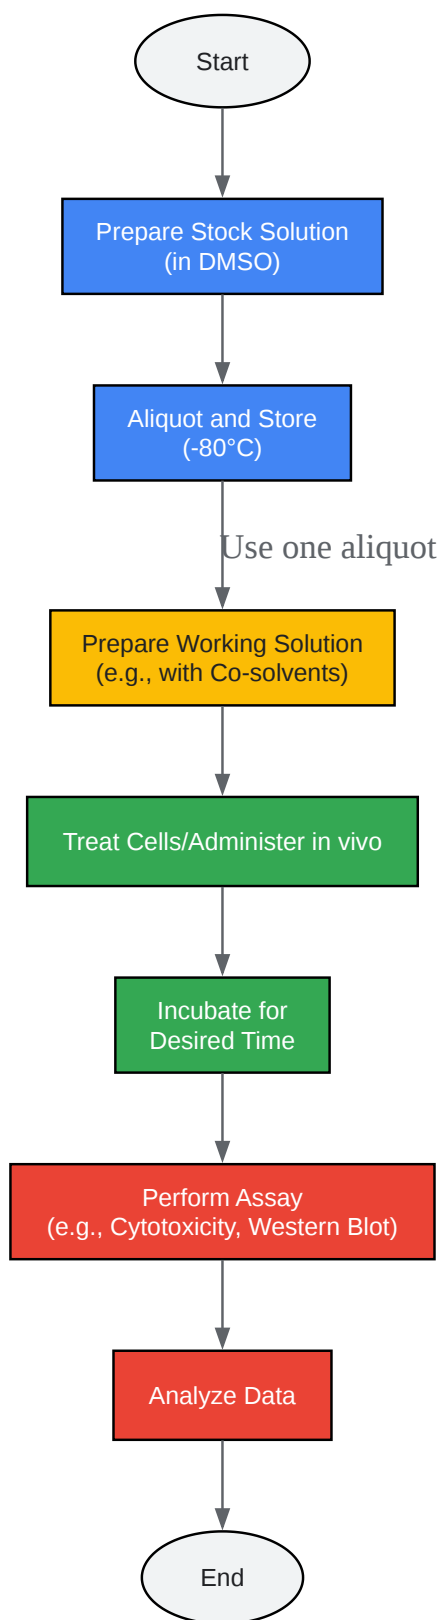 Start
Prepare Stock Solution
(in DMSO)
Aliquot and Store
(-80°C)
Use one aliquot
Prepare Working Solution
(e.g., with Co-solvents)
Treat Cells/Administer in vivo
Incubate for
Desired Time
Perform Assay
(e.g., Cytotoxicity, Western Blot)
Analyze Data
End